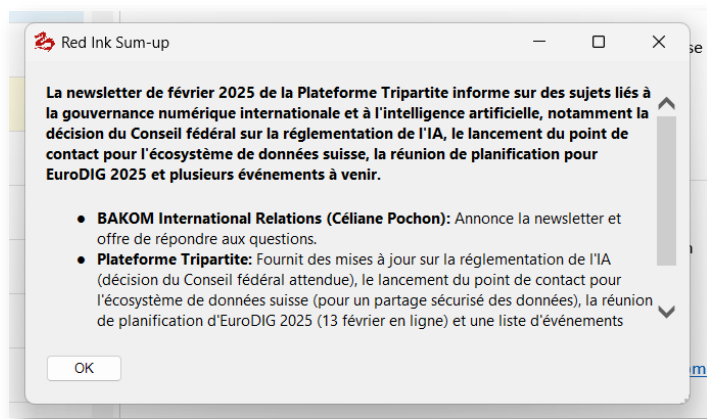 Red Ink Sum-up
se
La newsletter de février 2025 de la Plateforme Tripartite informe sur des sujets liés à
la gouvernance numérique internationale et à l'intelligence artificielle, notamment la
décision du Conseil fédéral sur la réglementation de l'IA, le lancement du point de
contact pour l'écosystème de données suisse, la réunion de planification pour
EuroDIG 2025 et plusieurs événements à venir.
● BAKOM International Relations (Céliane Pochon): Annonce la newsletter et
offre de répondre aux questions.
● Plateforme Tripartite: Fournit des mises à jour sur la réglementation de l'IA
(décision du Conseil fédéral attendue), le lancement du point de contact pour
l'écosystème de données suisse (pour un partage sécurisé des données), la réunion
de planification d'EuroDIG 2025 (13 février en ligne) et une liste d'événements
OK
om